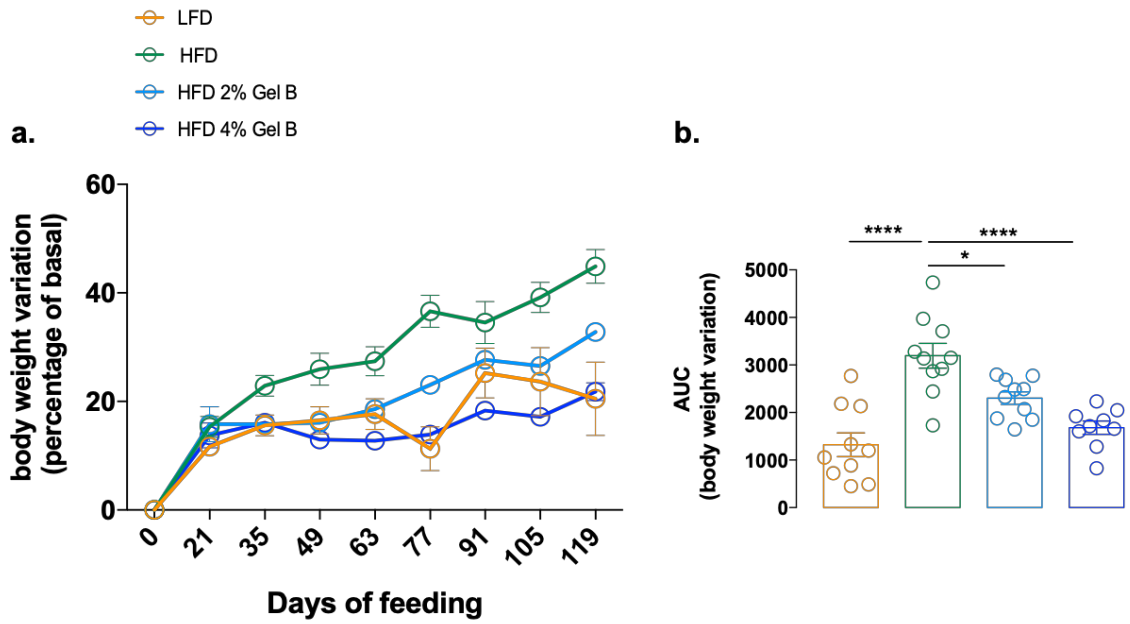 LFD
HFD
HFD 2% Gel B
HFD 4% Gel B
a.
body weight variation
(percentage of basal)
60
40
20
0
0
21
35
49
63
77
91
105
119
Days of feeding
b.
****
****
*
AUC
(body weight variation)
5000
4000
3000
2000
1000
0